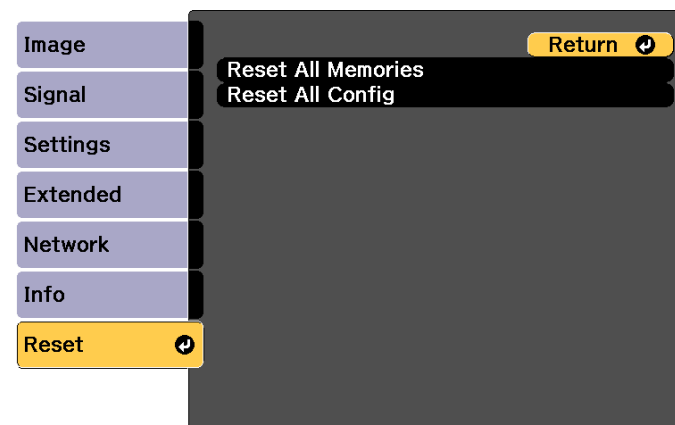 Image
Signal
Settings
Extended
Network
Info
Reset
Return
Reset All Memories
Reset All Config